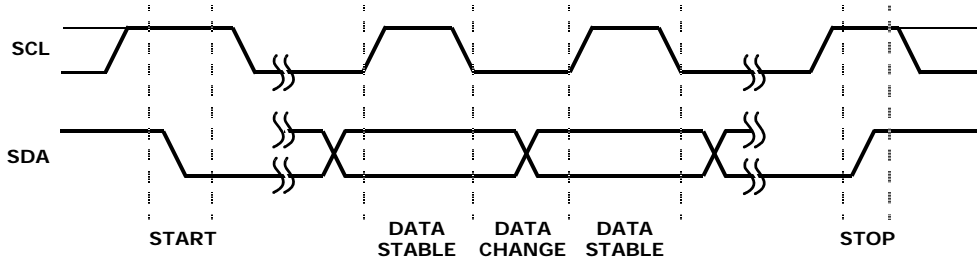 SCL
SDA
START
DATA STABLE
DATA CHANGE
DATA STABLE
STOP